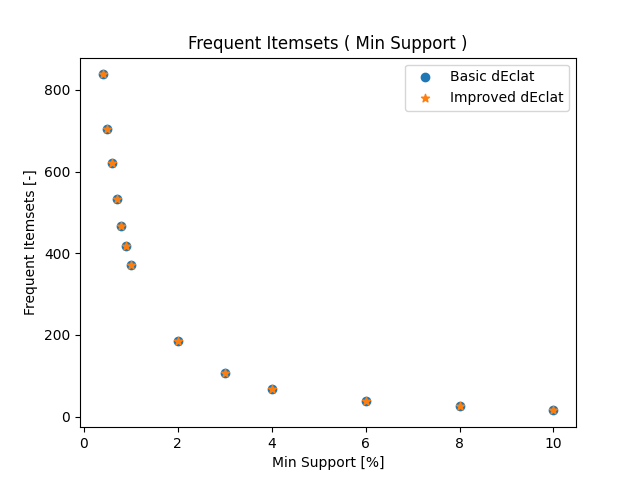 Frequent Itemsets ( Min Support )
Basic dEclat
Improved dEclat
800
600
400
200
0
Frequent Itemsets [-]
0 2 4 6 8 10
Min Support [%]